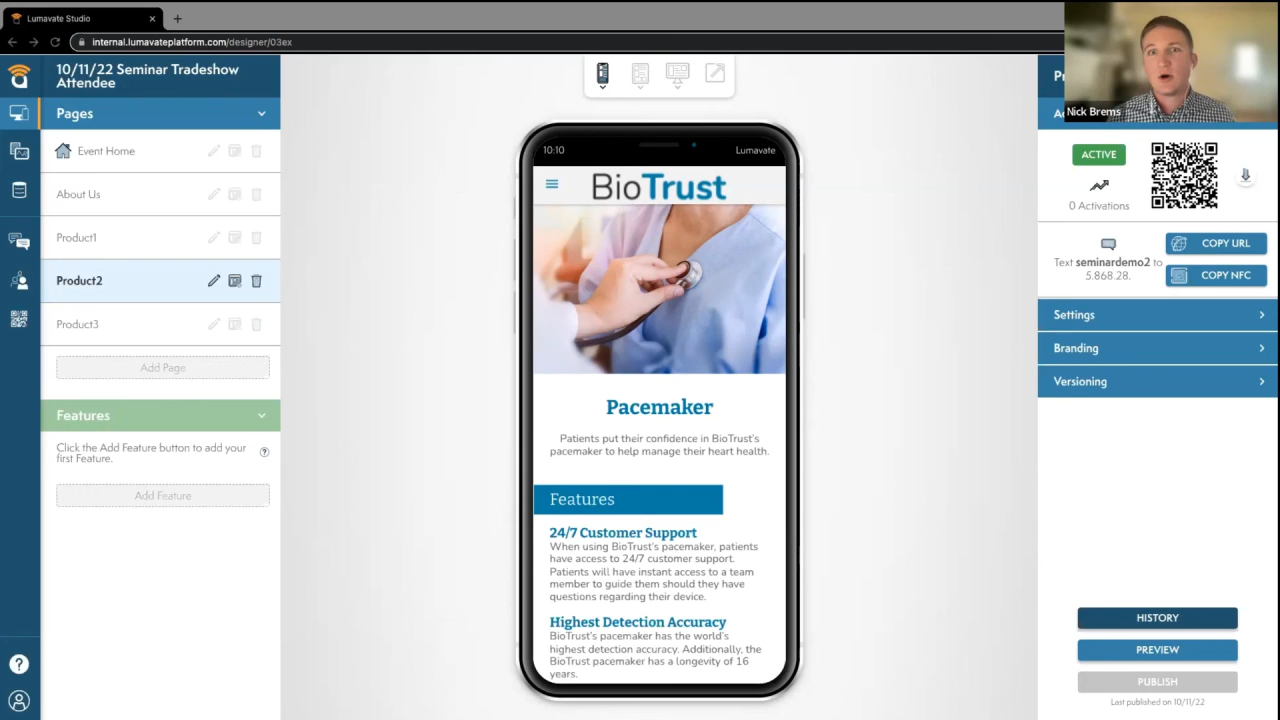 Lumavate Studio
internal.lumavateplatform.com/designer/03ex
10/11/22 Seminar Tradeshow
Attendee
Pages
Event Home
About Us
Product1
Product2
Product3
Add Page
Features
Click the Add Feature button to add your
first Feature.
Add Feature
10:10
Lumavate
BioTrust
Pacemaker
Patients put their confidence in BioTrust's
pacemaker to help manage their heart health.
Features
24/7 Customer Support
When using BioTrust's pacemaker, patients
have access to 24/7 customer support.
Patients will have instant access to a team
member to guide them should they have
questions regarding their device.
Highest Detection Accuracy
BioTrust's pacemaker has the world's
highest detection accuracy. Additionally, the
BioTrust pacemaker has a longevity of 16
years.
Nick Brems
ACTIVE
0 Activations
Text seminardemo2 to
5.868.28.
COPY URL
COPY NFC
Settings
Branding
Versioning
HISTORY
PREVIEW
PUBLISH
Last published on 10/11/22